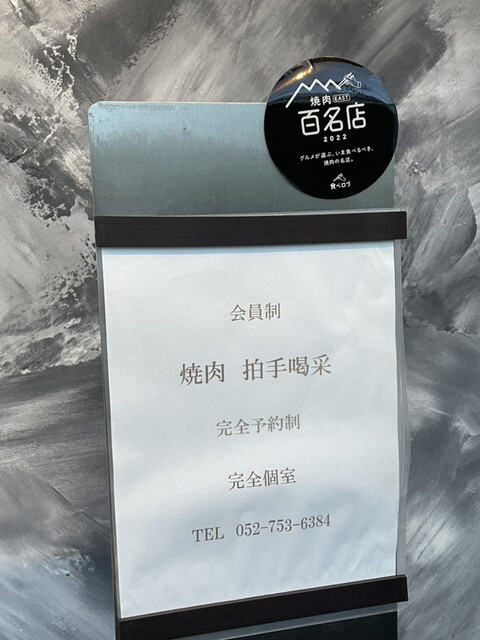 焼肉 EAST
百名店
2022
グルメが選ぶ、いま食べるべき、
焼肉の名店。
食べログ
会員制
焼肉 拍手喝采
完全予約制
完全個室
TEL 052-753-6384